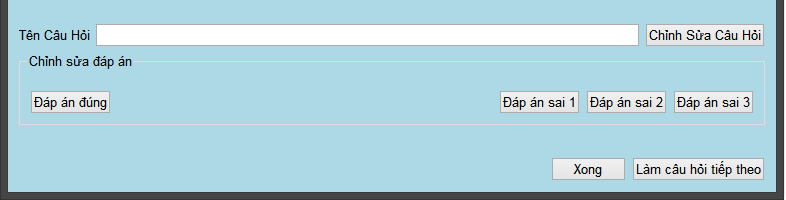 Tên Câu Hỏi Chỉnh Sửa Câu Hỏi
Chỉnh sửa đáp án
Đáp án đúng Đáp án sai 1 Đáp án sai 2 Đáp án sai 3
Xong Làm câu hỏi tiếp theo